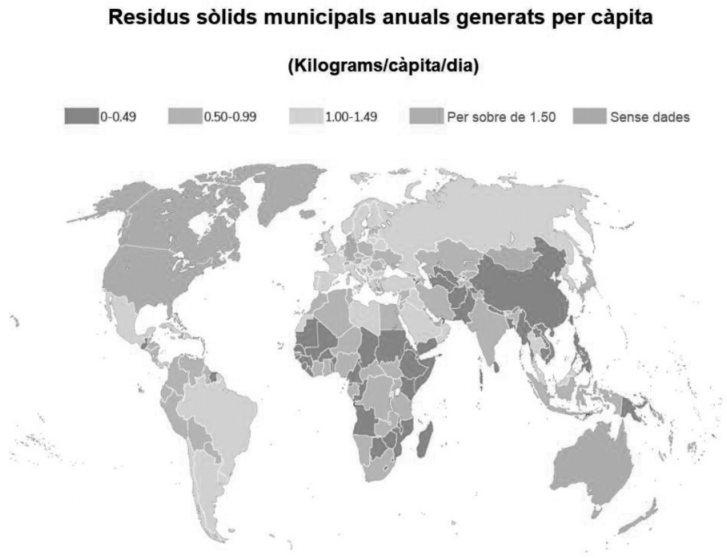 Residus sòlids municipals anuals generats per càpita
(Kilograms/càpita/dia)
0-0.49 0.50-0.99 1.00-1.49 Per sobre de 1.50 Sense dades